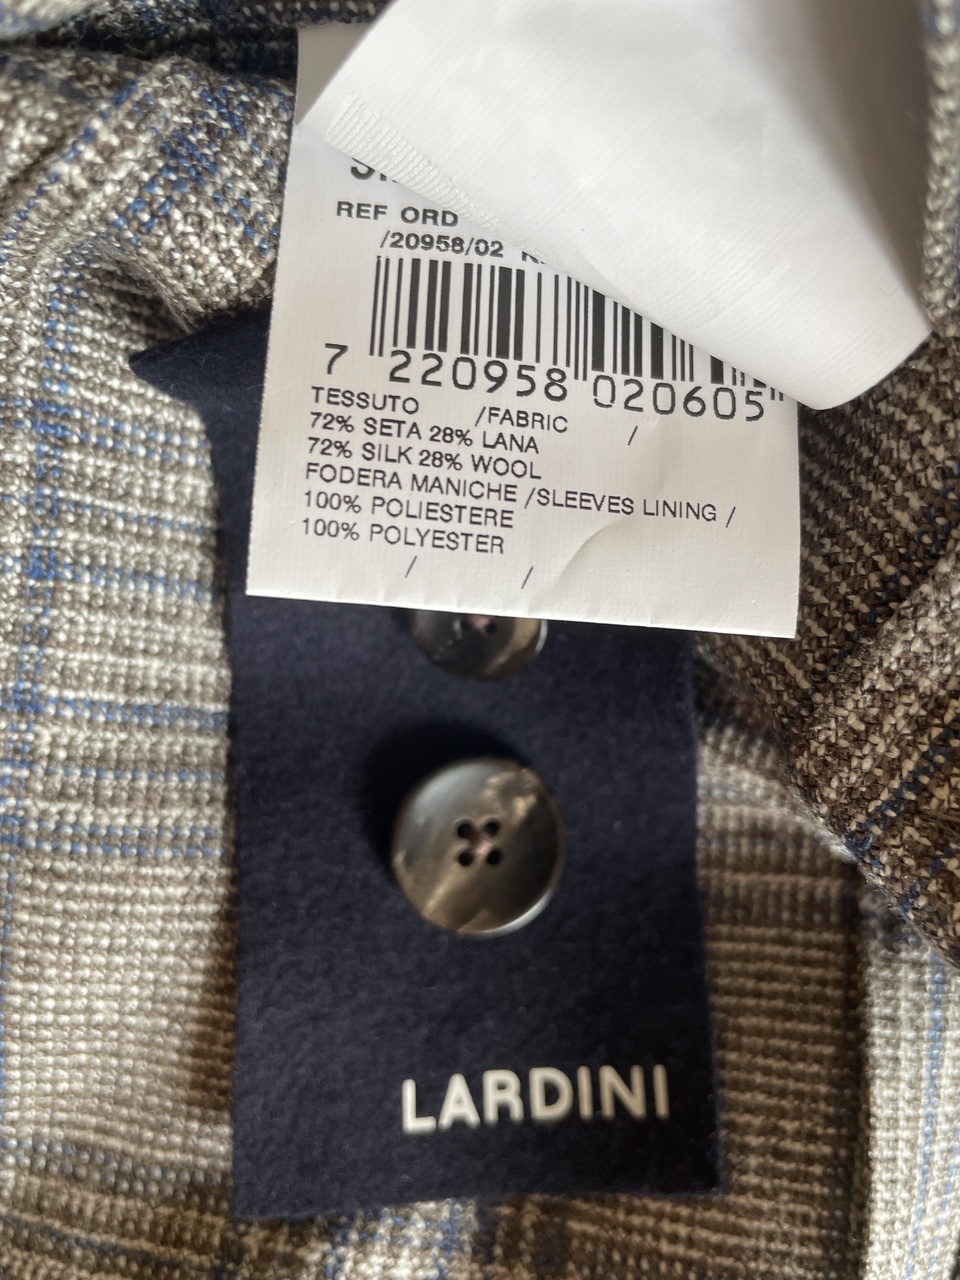 REF ORD
/20958/02
7 220958 020605
TESSUTO /FABRIC /
72% SETA 28% LANA
72% SILK 28% WOOL
FODERA MANICHE /SLEEVES LINING /
100% POLIESTERE
100% POLYESTER
/ /
LARDINI